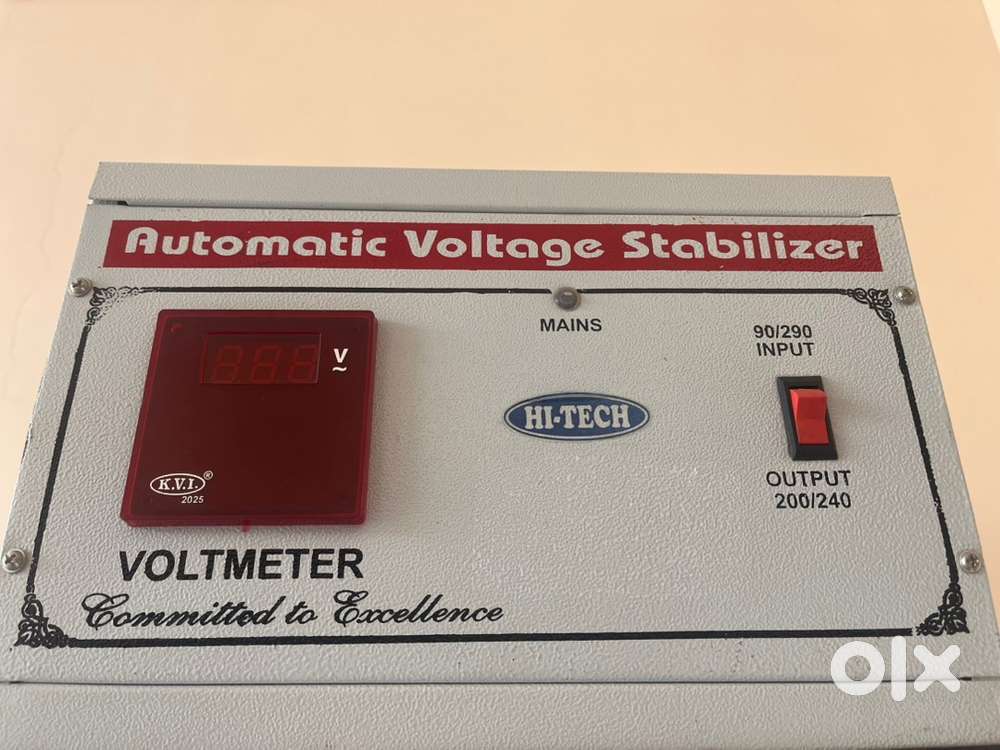 Automatic Voltage Stabilizer
MAINS
90/290
INPUT
V
~
HI-TECH
K.V.I.®
2025
OUTPUT
200/240
VOLTMETER
Committed to Excellence
olx